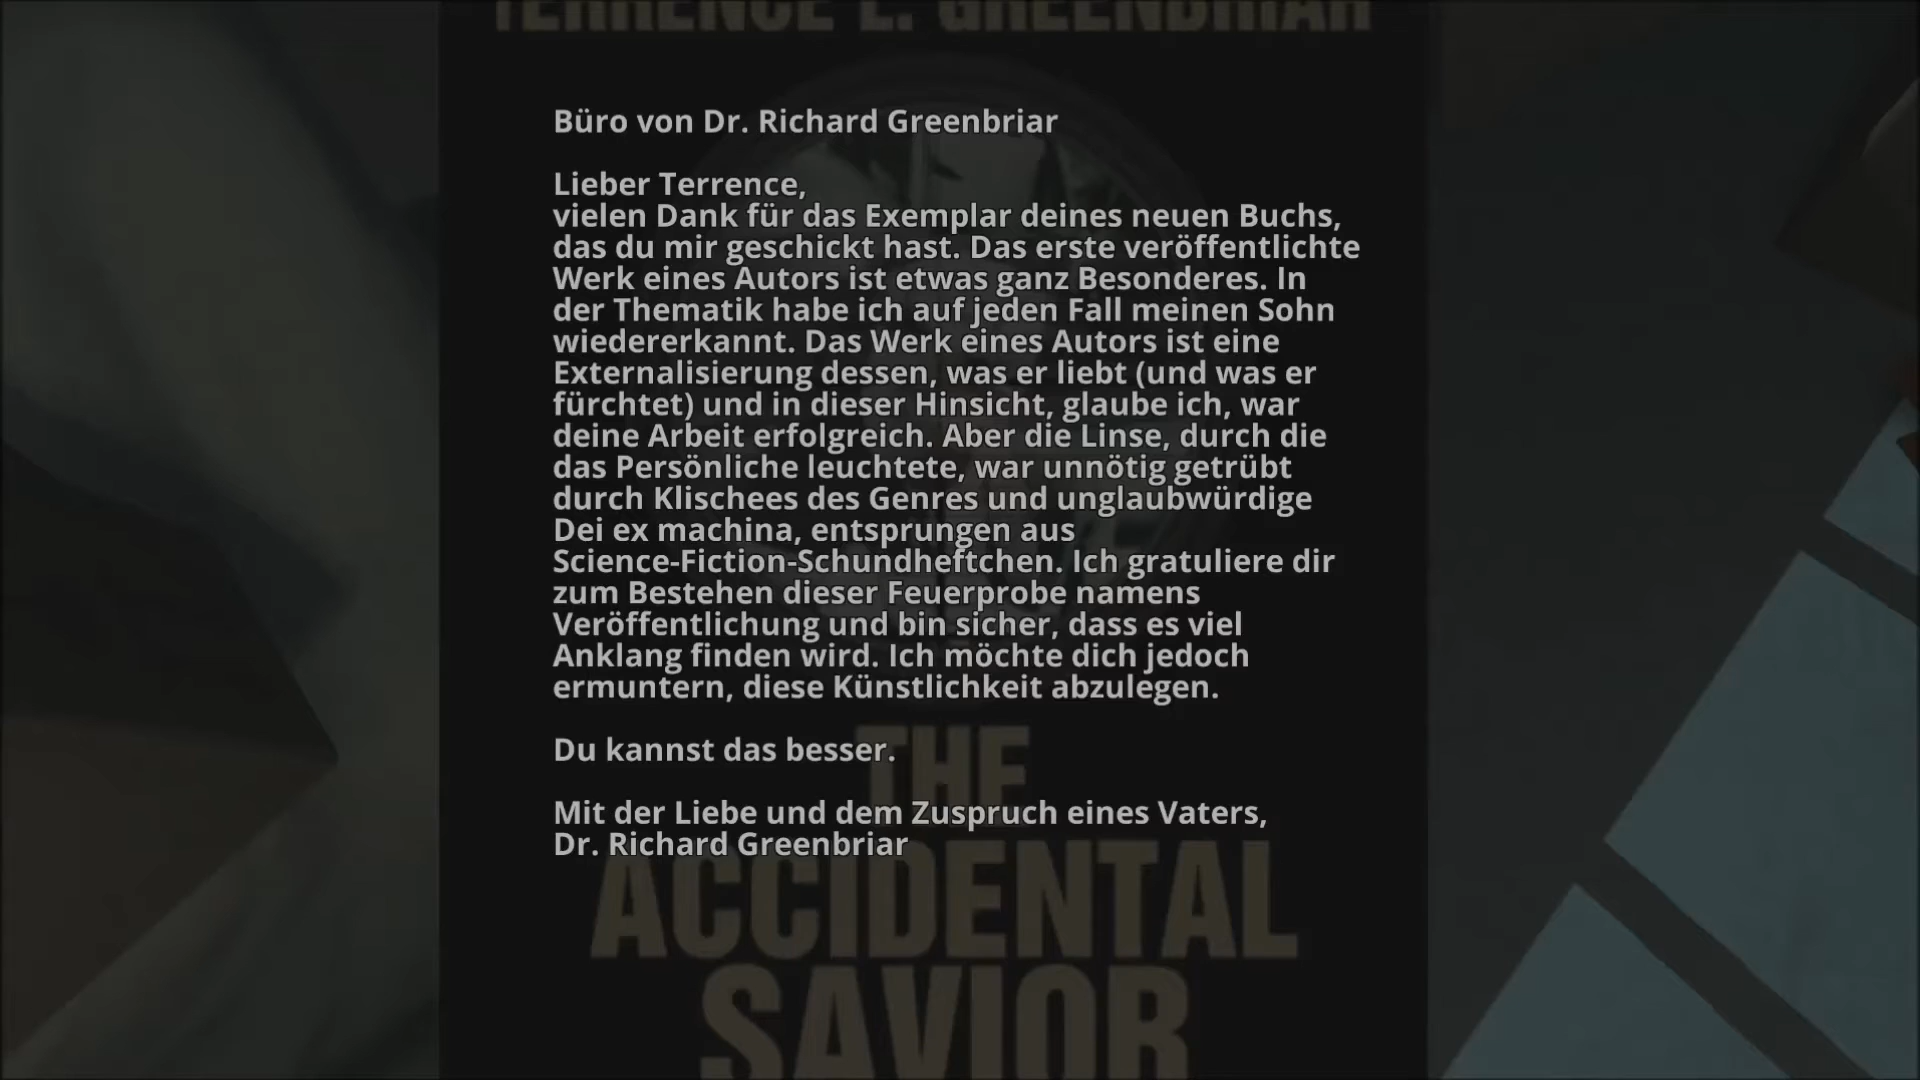 TERRENCE L. GREENBRIAR
Büro von Dr. Richard Greenbriar
Lieber Terrence,
vielen Dank für das Exemplar deines neuen Buchs,
das du mir geschickt hast. Das erste veröffentlichte
Werk eines Autors ist etwas ganz Besonderes. In
der Thematik habe ich auf jeden Fall meinen Sohn
wiedererkannt. Das Werk eines Autors ist eine
Externalisierung dessen, was er liebt (und was er
fürchtet) und in dieser Hinsicht, glaube ich, war
deine Arbeit erfolgreich. Aber die Linse, durch die
das Persönliche leuchtete, war unnötig getrübt
durch Klischees des Genres und unglaubwürdige
Dei ex machina, entsprungen aus
Science-Fiction-Schundheftchen. Ich gratuliere dir
zum Bestehen dieser Feuerprobe namens
Veröffentlichung und bin sicher, dass es viel
Anklang finden wird. Ich möchte dich jedoch
ermuntern, diese Künstlichkeit abzulegen.
Du kannst das besser.
Mit der Liebe und dem Zuspruch eines Vaters,
Dr. Richard Greenbriar
THE
ACCIDENTAL
SAVIOR